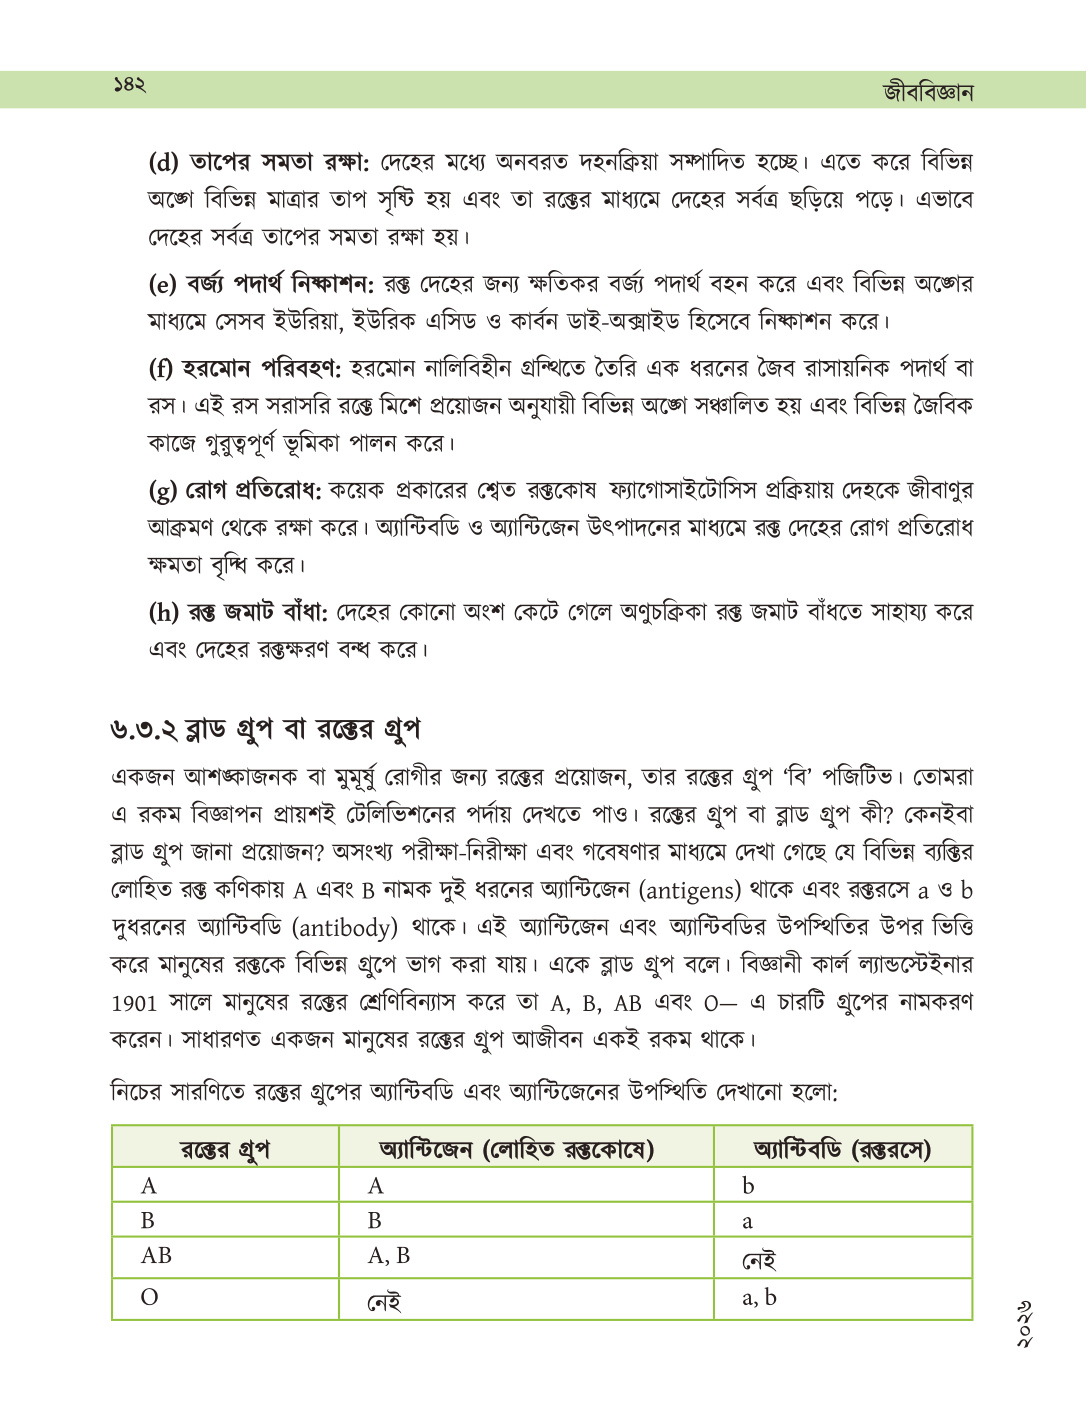 ১৪২
জীববিজ্ঞান
(d) তাপের সমতা রক্ষা: দেহের মধ্যে অনবরত দহনক্রিয়া সম্পাদিত হচ্ছে। এতে করে বিভিন্ন
অঙ্গে বিভিন্ন মাত্রার তাপ সৃষ্টি হয় এবং তা রক্তের মাধ্যমে দেহের সর্বত্র ছড়িয়ে পড়ে। এভাবে
দেহের সর্বত্র তাপের সমতা রক্ষা হয়।
(e) বর্জ্য পদার্থ নিষ্কাশন: রক্ত দেহের জন্য ক্ষতিকর বর্জ্য পদার্থ বহন করে এবং বিভিন্ন অঙ্গের
মাধ্যমে সেসব ইউরিয়া, ইউরিক এসিড ও কার্বন ডাই-অক্সাইড হিসেবে নিষ্কাশন করে।
(f) হরমোন পরিবহণ: হরমোন নালিবিহীন গ্রন্থিতে তৈরি এক ধরনের জৈব রাসায়নিক পদার্থ বা
রস। এই রস সরাসরি রক্তে মিশে প্রয়োজন অনুযায়ী বিভিন্ন অঙ্গে সঞ্চালিত হয় এবং বিভিন্ন জৈবিক
কাজে গুরুত্বপূর্ণ ভূমিকা পালন করে।
(g) রোগ প্রতিরোধ: কয়েক প্রকারের শ্বেত রক্তকোষ ফ্যাগোসাইটোসিস প্রক্রিয়ায় দেহকে জীবাণুর
আক্রমণ থেকে রক্ষা করে। অ্যান্টিবডি ও অ্যান্টিজেন উৎপাদনের মাধ্যমে রক্ত দেহের রোগ প্রতিরোধ
ক্ষমতা বৃদ্ধি করে।
(h) রক্ত জমাট বাঁধা: দেহের কোনো অংশ কেটে গেলে অণুচক্রিকা রক্ত জমাট বাঁধতে সাহায্য করে
এবং দেহের রক্তক্ষরণ বন্ধ করে।
৬.৩.২ ব্লাড গ্রুপ বা রক্তের গ্রুপ
একজন আশঙ্কাজনক বা মুমূর্ষু রোগীর জন্য রক্তের প্রয়োজন, তার রক্তের গ্রুপ ‘বি’ পজিটিভ। তোমরা
এ রকম বিজ্ঞাপন প্রায়শই টেলিভিশনের পর্দায় দেখতে পাও। রক্তের গ্রুপ বা ব্লাড গ্রুপ কী? কেনইবা
ব্লাড গ্রুপ জানা প্রয়োজন? অসংখ্য পরীক্ষা-নিরীক্ষা এবং গবেষণার মাধ্যমে দেখা গেছে যে বিভিন্ন ব্যক্তির
লোহিত রক্ত কণিকায় A এবং B নামক দুই ধরনের অ্যান্টিজেন (antigens) থাকে এবং রক্তরসে a ও b
দুধরনের অ্যান্টিবডি (antibody) থাকে। এই অ্যান্টিজেন এবং অ্যান্টিবডির উপস্থিতির উপর ভিত্তি
করে মানুষের রক্তকে বিভিন্ন গ্রুপে ভাগ করা যায়। একে ব্লাড গ্রুপ বলে। বিজ্ঞানী কার্ল ল্যান্ডস্টেইনার
1901 সালে মানুষের রক্তের শ্রেণিবিন্যাস করে তা A, B, AB এবং O— এ চারটি গ্রুপের নামকরণ
করেন। সাধারণত একজন মানুষের রক্তের গ্রুপ আজীবন একই রকম থাকে।
নিচের সারণিতে রক্তের গ্রুপের অ্যান্টিবডি এবং অ্যান্টিজেনের উপস্থিতি দেখানো হলো:
রক্তের গ্রুপ অ্যান্টিজেন (লোহিত রক্তকোষে) অ্যান্টিবডি (রক্তরসে)
A A b
B B a
AB A, B নেই
O নেই a, b
২০২৬